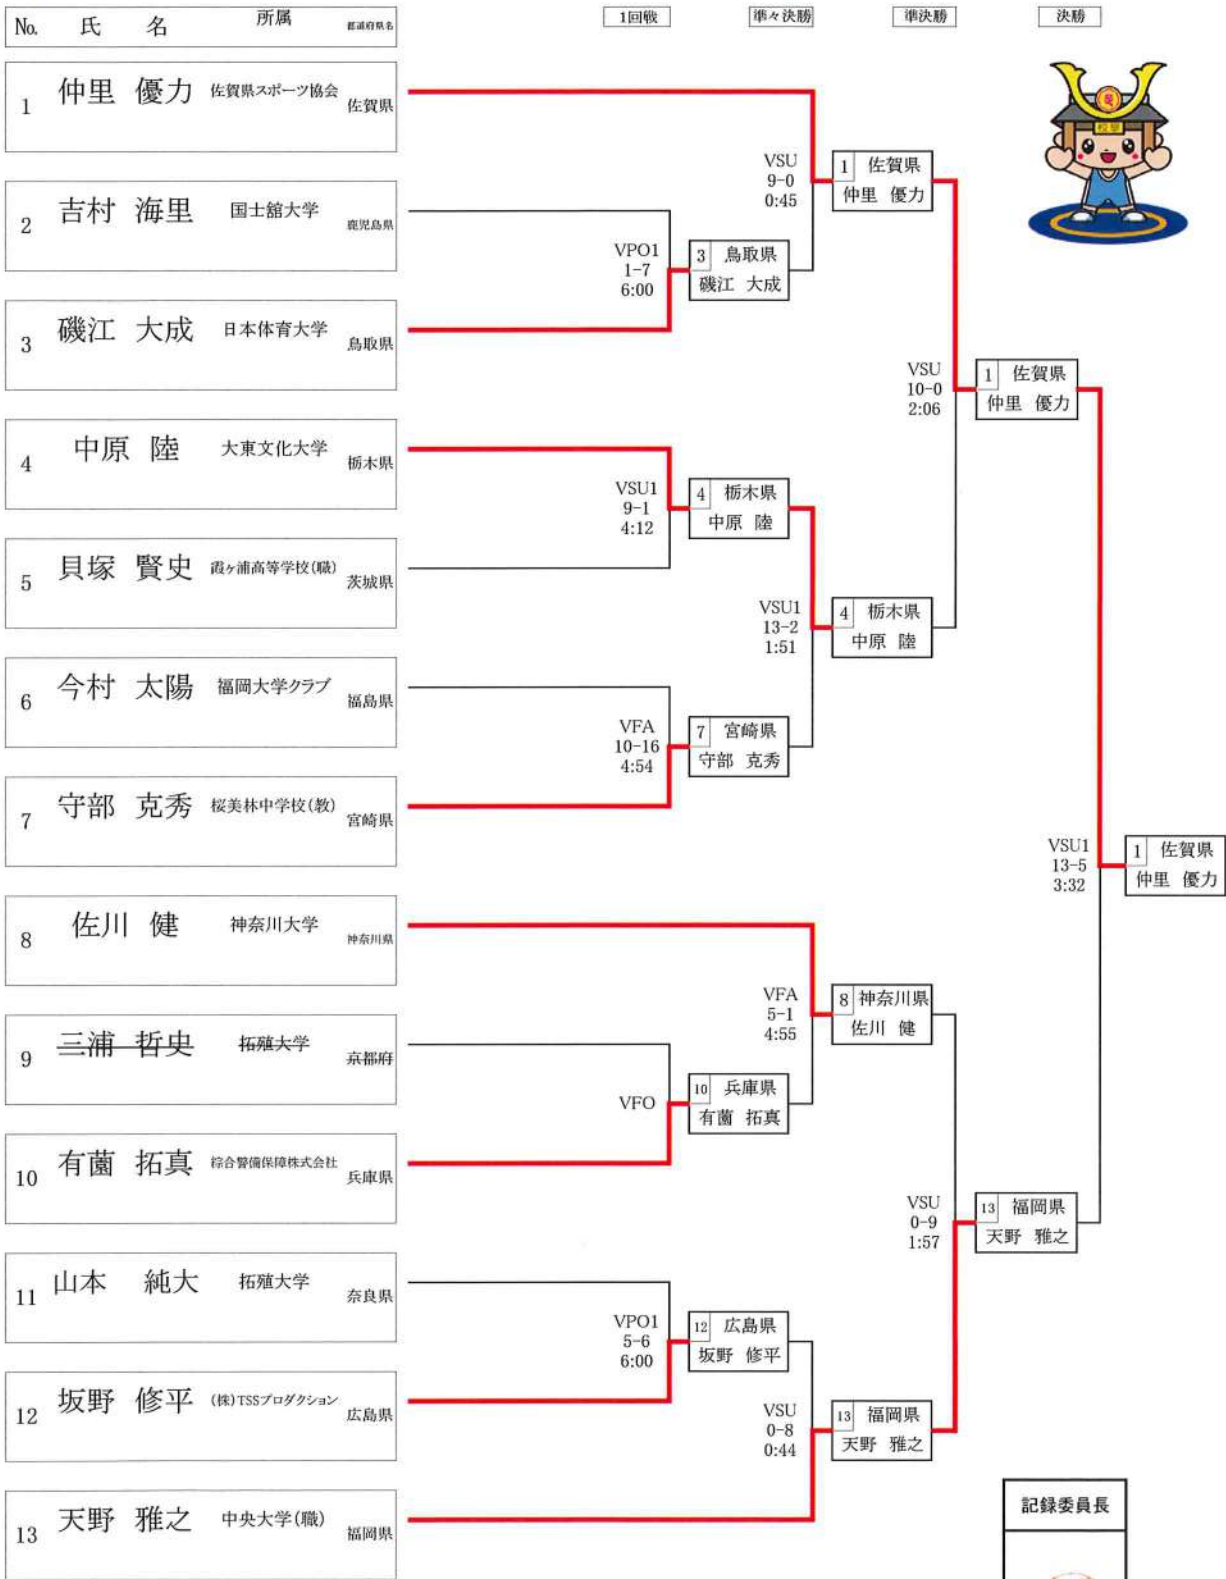 No. 氏 名 所属 都道府県名 1回戦 準々決勝 準決勝 決勝
1 仲里 優力 佐賀県スポーツ協会 佐賀県
VSU
9-0
0:45
1 佐賀県
仲里 優力
2 吉村 海里 国士舘大学 鹿児島県
VPO1
1-7
6:00
3 鳥取県
磯江 大成
3 磯江 大成 日本体育大学 鳥取県
VSU
10-0
2:06
1 佐賀県
仲里 優力
4 中原 陸 大東文化大学 栃木県
VSU1
9-1
4:12
4 栃木県
中原 陸
5 貝塚 賢史 霞ヶ浦高等学校(職) 茨城県
VSU1
13-2
1:51
4 栃木県
中原 陸
6 今村 太陽 福岡大学クラブ 福島県
VFA
10-16
4:54
7 宮崎県
守部 克秀
7 守部 克秀 桜美林中学校(教) 宮崎県
VSU1
13-5
3:32
1 佐賀県
仲里 優力
8 佐川 健 神奈川大学 神奈川県
VFA
5-1
4:55
8 神奈川県
佐川 健
9 三浦 哲史 拓殖大学 京都府
VFO
10 兵庫県
有薗 拓真
10 有薗 拓真 綜合警備保障株式会社 兵庫県
VSU
0-9
1:57
13 福岡県
天野 雅之
11 山本 純大 拓殖大学 奈良県
VPO1
5-6
6:00
12 広島県
坂野 修平
12 坂野 修平 (株)TSSプロダクション 広島県
VSU
0-8
0:44
13 福岡県
天野 雅之
13 天野 雅之 中央大学(職) 福岡県
記録委員長